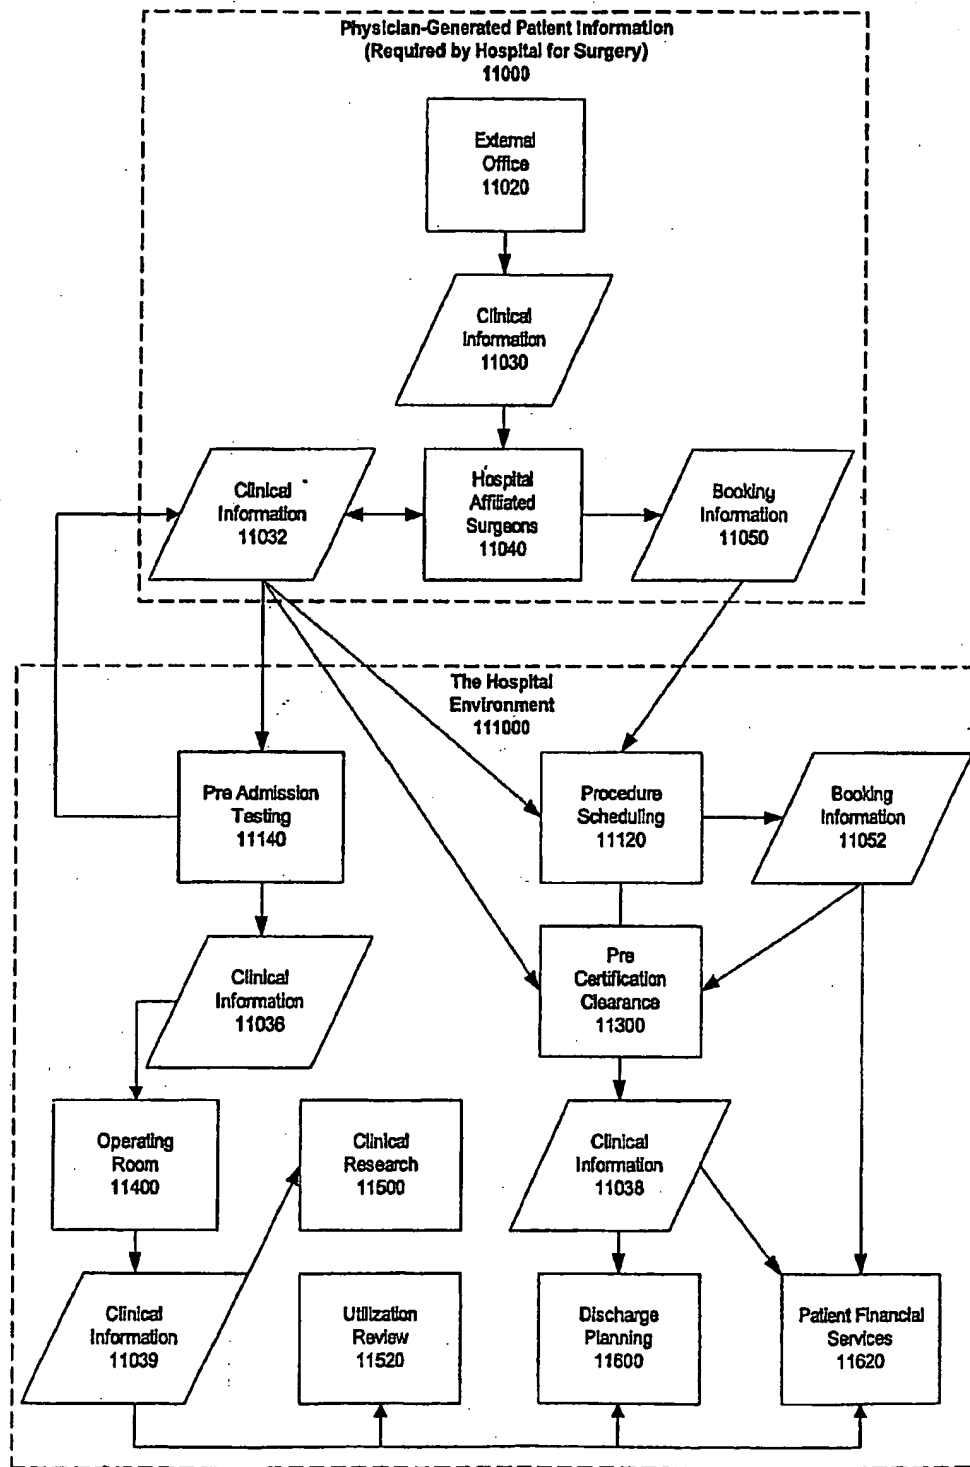 Physician-Generated Patient Information
(Required by Hospital for Surgery)
11000
External
Office
11020
Clinical
Information
11030
Clinical
Information
11032
Hospital
Affiliated
Surgeons
11040
Booking
Information
11050
The Hospital
Environment
111000
Pre Admission
Testing
11140
Procedure
Scheduling
11120
Booking
Information
11052
Clinical
Information
11036
Pre
Certification
Clearance
11300
Operating
Room
11400
Clinical
Research
11500
Clinical
Information
11038
Clinical
Information
11039
Utilization
Review
11520
Discharge
Planning
11600
Patient Financial
Services
11620